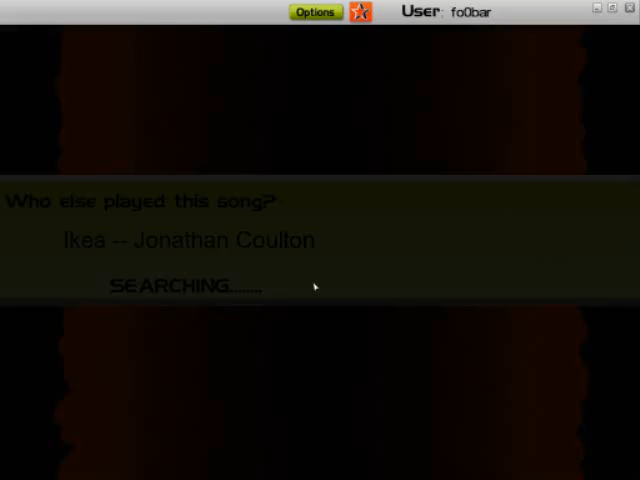 Options
User: fo0bar
Who else played this song?
Ikea -- Jonathan Coulton
SEARCHING.......